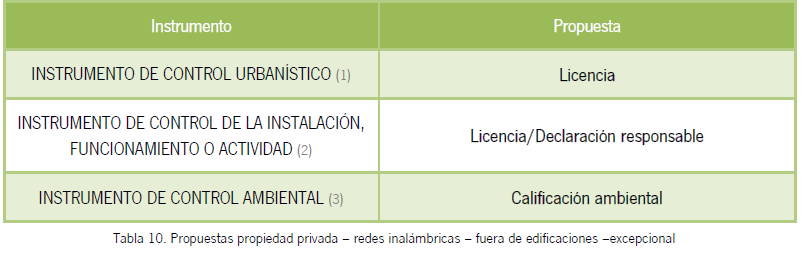 Instrumento Propuesta
INSTRUMENTO DE CONTROL URBANÍSTICO (1) Licencia
INSTRUMENTO DE CONTROL DE LA INSTALACIÓN,
FUNCIONAMIENTO O ACTIVIDAD (2) Licencia/Declaración responsable
INSTRUMENTO DE CONTROL AMBIENTAL (3) Calificación ambiental
Tabla 10. Propuestas propiedad privada – redes inalámbricas – fuera de edificaciones –excepcional